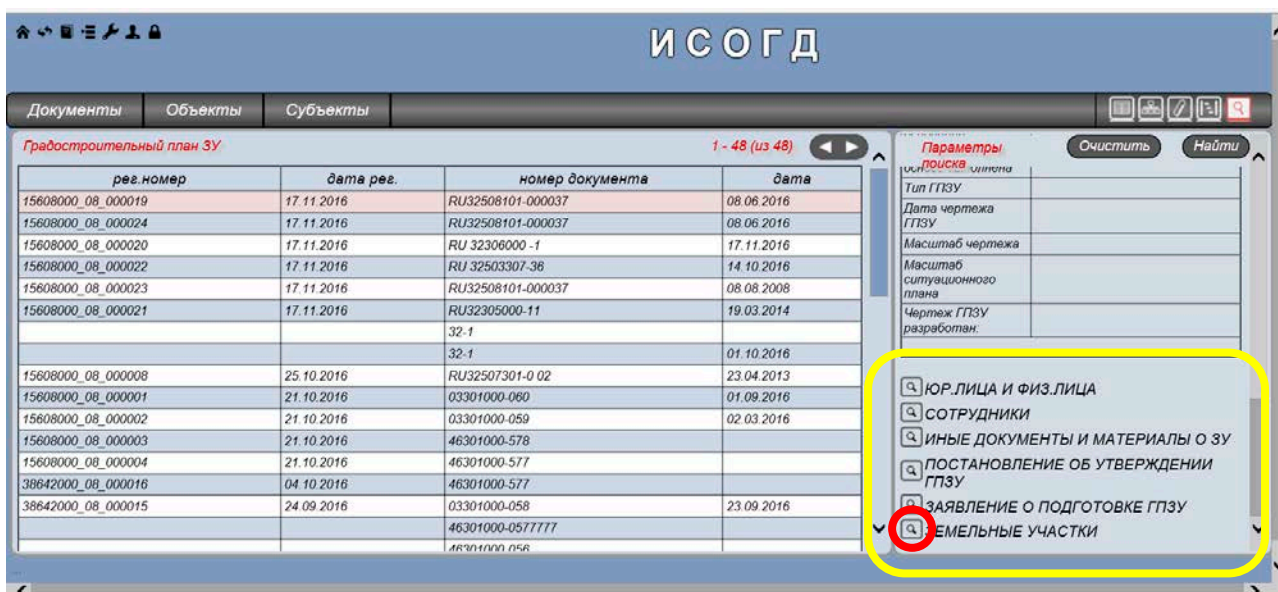 ИСОГД
Документы Объекты Субъекты
Градостроительный план ЗУ 1 - 48 (из 48)
рег.номер дата рег. номер документа дата
15608000_08_000019 17.11.2016 RU32508101-000037 08.06.2016
15608000_08_000024 17.11.2016 RU32508101-000037 08.06.2016
15608000_08_000020 17.11.2016 RU 32306000 -1 17.11.2016
15608000_08_000022 17.11.2016 RU 32503307-36 14.10.2016
15608000_08_000023 17.11.2016 RU32508101-000037 08.08.2008
15608000_08_000021 17.11.2016 RU32305000-11 19.03.2014
32-1
32-1 01.10.2016
15608000_08_000008 25.10.2016 RU32507301-0 02 23.04.2013
15608000_08_000001 21.10.2016 03301000-060 01.09.2016
15608000_08_000002 21.10.2016 03301000-059 02.03.2016
15608000_08_000003 21.10.2016 46301000-578
15608000_08_000004 21.10.2016 46301000-577
38642000_08_000016 04.10.2016 46301000-577
38642000_08_000015 24.09.2016 03301000-058 23.09.2016
46301000-0577777
46301000-056
Параметры
поиска
Очистить Найти
Тип ГПЗУ
Дата чертежа
ГПЗУ
Масштаб чертежа
Масштаб
ситуационного
плана
Чертеж ГПЗУ
разработан:
ЮР.ЛИЦА И ФИЗ.ЛИЦА
СОТРУДНИКИ
ИНЫЕ ДОКУМЕНТЫ И МАТЕРИАЛЫ О ЗУ
ПОСТАНОВЛЕНИЕ ОБ УТВЕРЖДЕНИИ
ГПЗУ
ЗАЯВЛЕНИЕ О ПОДГОТОВКЕ ГПЗУ
ЗЕМЕЛЬНЫЕ УЧАСТКИ